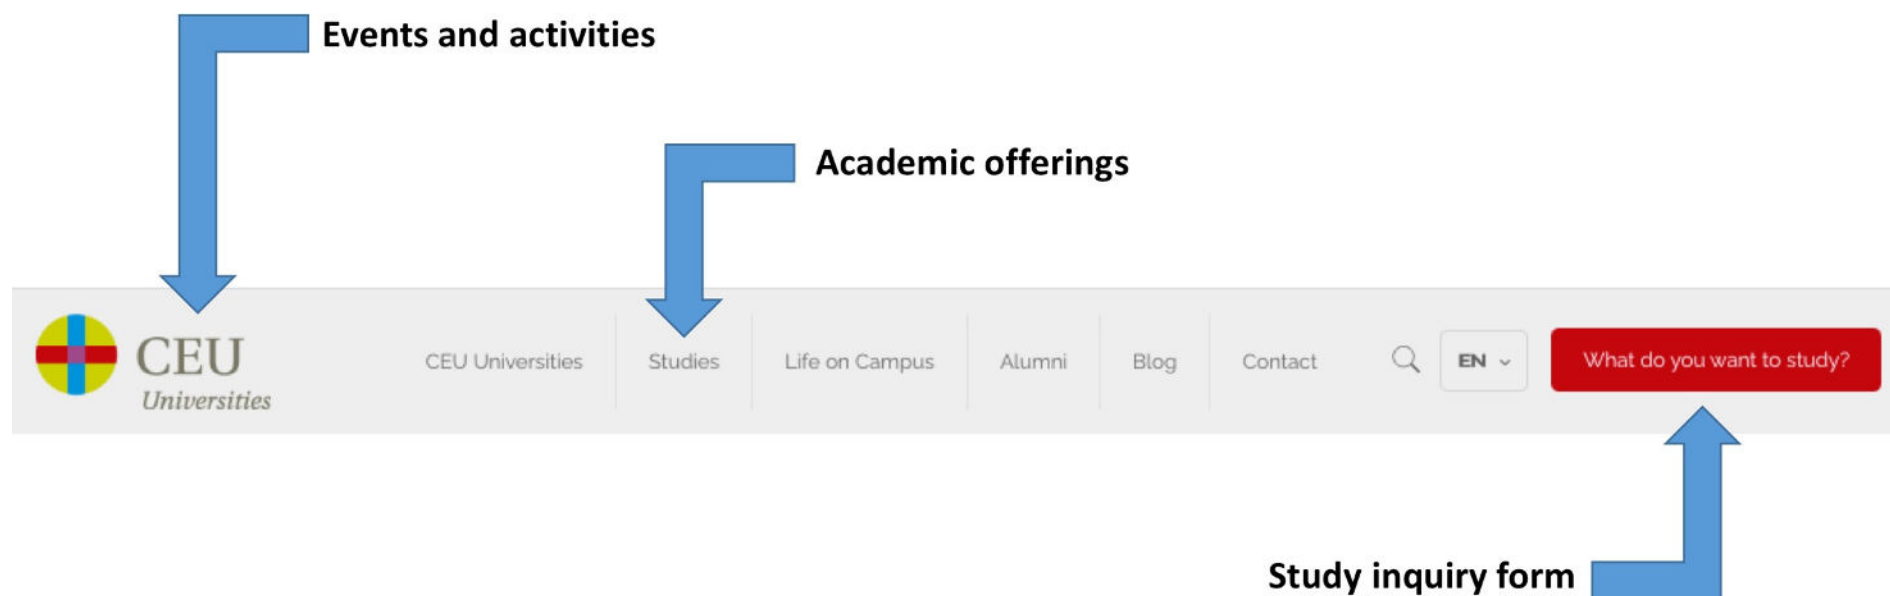 Events and activities
Academic offerings
CEU
Universities
CEU Universities
Studies
Life on Campus
Alumni
Blog
Contact
EN
What do you want to study?
Study inquiry form